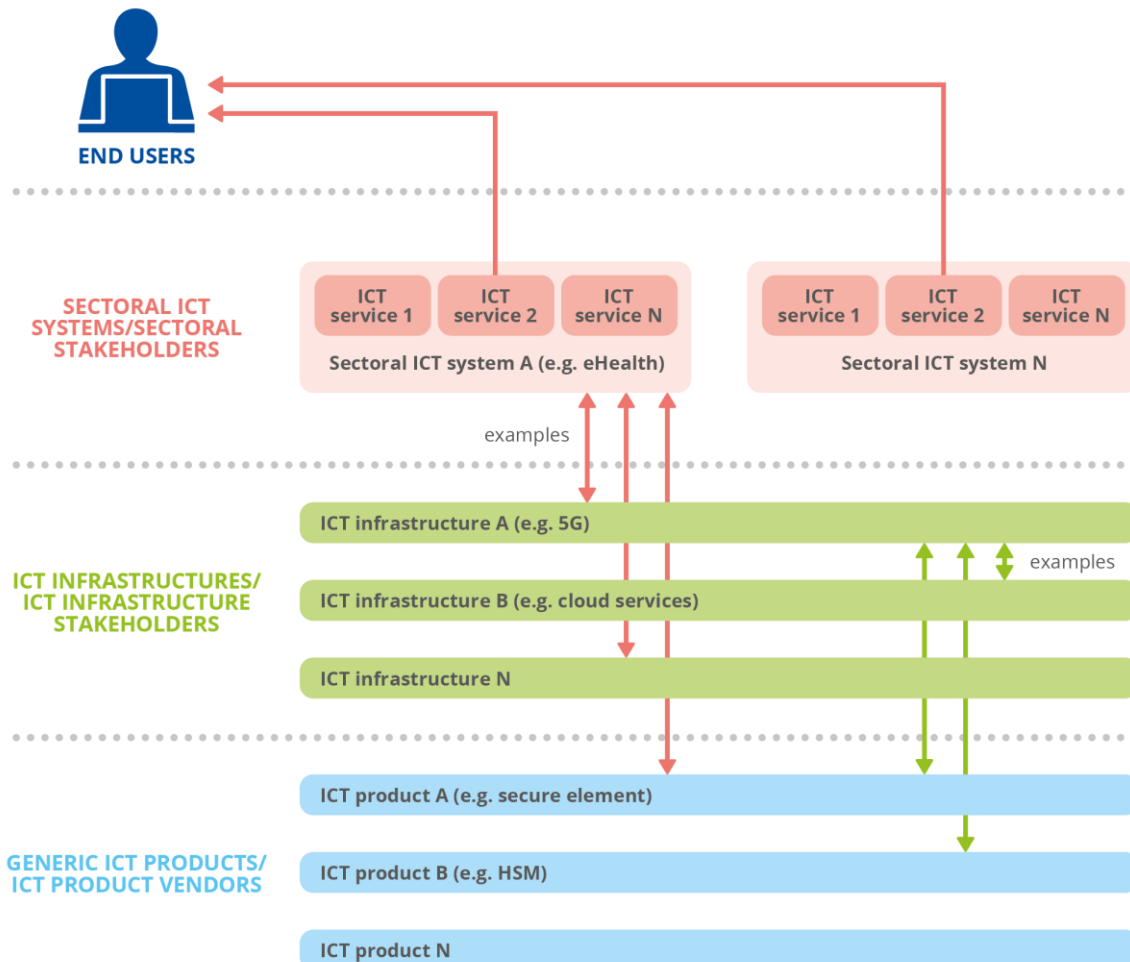 END USERS
SECTORAL ICT
SYSTEMS/SECTORAL
STAKEHOLDERS
ICT
service 1
ICT
service 2
ICT
service N
Sectoral ICT system A (e.g. eHealth)
ICT
service 1
ICT
service 2
ICT
service N
Sectoral ICT system N
examples
ICT INFRASTRUCTURES/
ICT INFRASTRUCTURE
STAKEHOLDERS
ICT infrastructure A (e.g. 5G)
examples
ICT infrastructure B (e.g. cloud services)
ICT infrastructure N
GENERIC ICT PRODUCTS/
ICT PRODUCT VENDORS
ICT product A (e.g. secure element)
ICT product B (e.g. HSM)
ICT product N